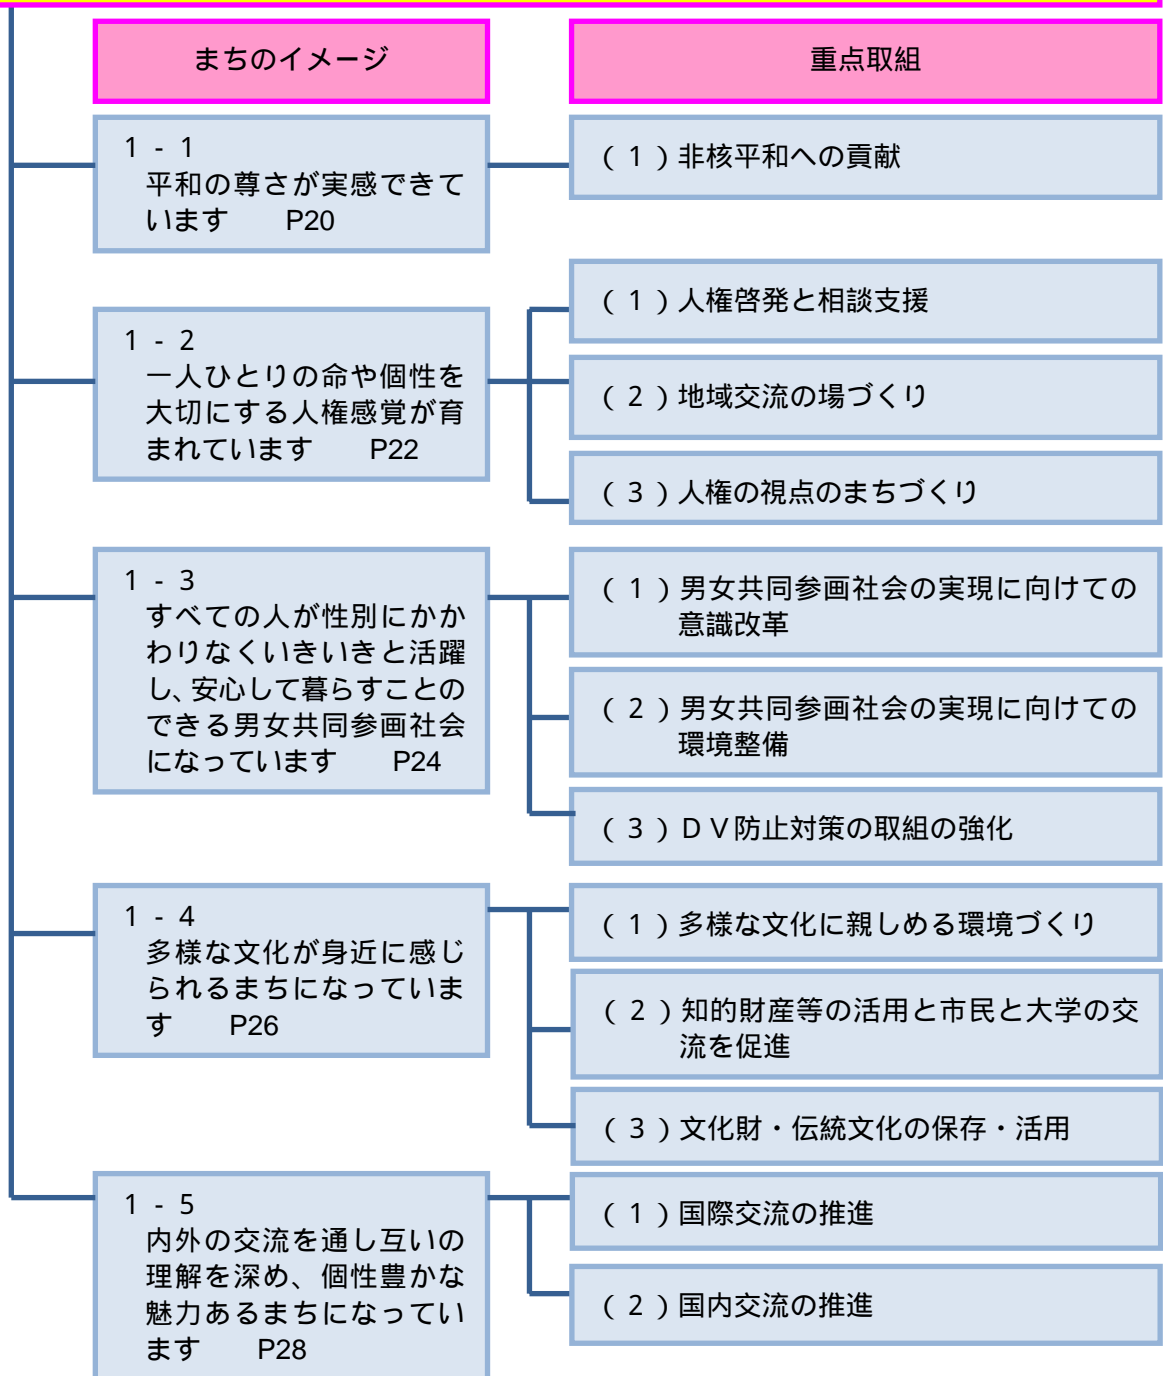 まちのイメージ
重点取組
1 - 1
平和の尊さが実感できて
います　　P20
(1)非核平和への貢献
1 - 2
一人ひとりの命や個性を
大切にする人権感覚が育
まれています　　P22
(1)人権啓発と相談支援
(2)地域交流の場づくり
(3)人権の視点のまちづくり
1 - 3
すべての人が性別にかか
わりなくいきいきと活躍
し、安心して暮らすことの
できる男女共同参画社会
になっています　　P24
(1)男女共同参画社会の実現に向けての
意識改革
(2)男女共同参画社会の実現に向けての
環境整備
(3)DV防止対策の取組の強化
1 - 4
多様な文化が身近に感じ
られるまちになっていま
す　　P26
(1)多様な文化に親しめる環境づくり
(2)知的財産等の活用と市民と大学の交
流を促進
(3)文化財・伝統文化の保存・活用
1 - 5
内外の交流を通し互いの
理解を深め、個性豊かな
魅力あるまちになってい
ます　　P28
(1)国際交流の推進
(2)国内交流の推進